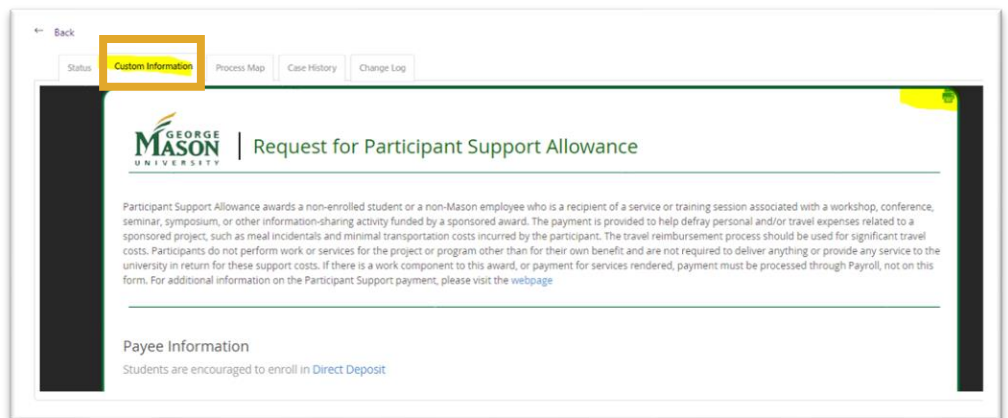 ← Back
Status Custom Information Process Map Case History Change Log
GEORGE
MASON
UNIVERSITY
Request for Participant Support Allowance
Participant Support Allowance awards a non-enrolled student or a non-Mason employee who is a recipient of a service or training session associated with a workshop, conference,
seminar, symposium, or other information-sharing activity funded by a sponsored award. The payment is provided to help defray personal and/or travel expenses related to a
sponsored project, such as meal incidentals and minimal transportation costs incurred by the participant. The travel reimbursement process should be used for significant travel
costs. Participants do not perform work or services for the project or program other than for their own benefit and are not required to deliver anything or provide any service to the
university in return for these support costs. If there is a work component to this award, or payment for services rendered, payment must be processed through Payroll, not on this
form. For additional information on the Participant Support payment, please visit the webpage
Payee Information
Students are encouraged to enroll in Direct Deposit